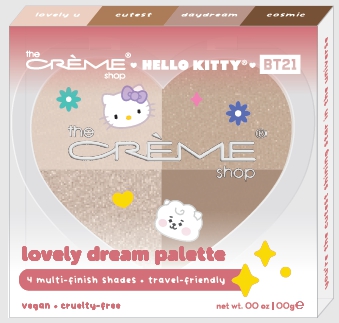 lovely u cutest daydream cosmic
the CRÈME® shop HELLO KITTY® BT21
the CRÈME® shop
lovely dream palette
4 multi-finish shades • travel-friendly
vegan • cruelty-free net wt. 00 oz | 00g e